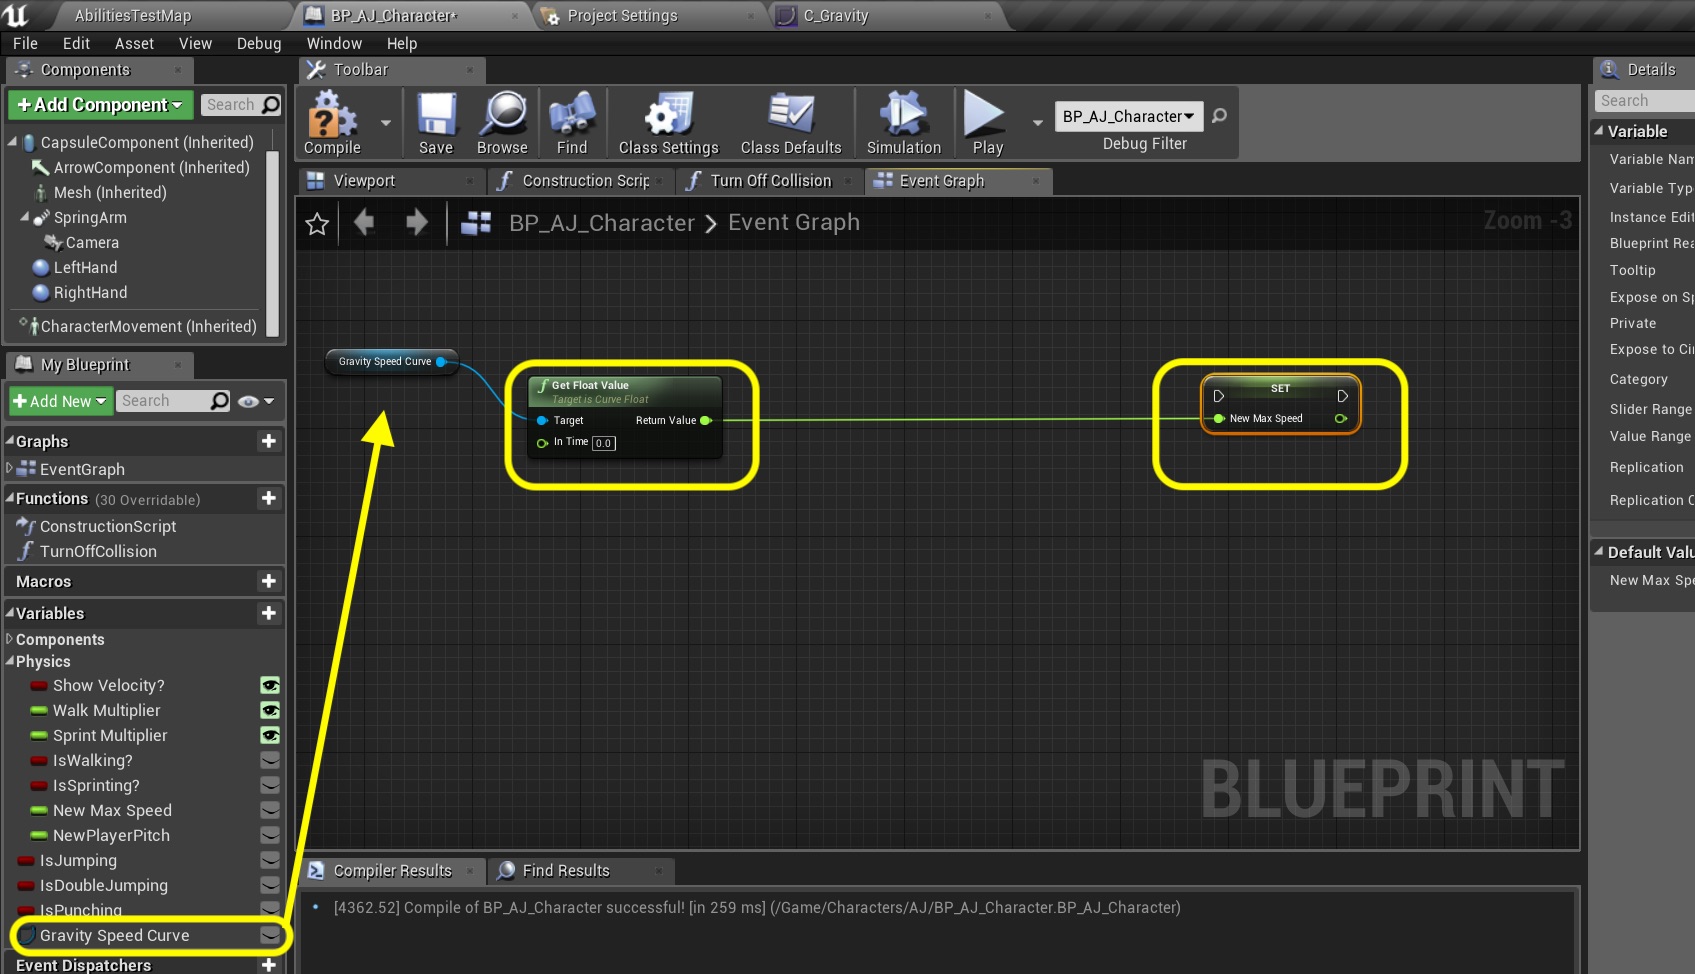 AbilitiesTestMap
BP_AJ_Character*
Project Settings
C_Gravity
File Edit Asset View Debug Window Help
Components
Toolbar
Details
+Add Component
Search
CapsuleComponent (Inherited)
ArrowComponent (Inherited)
Mesh (Inherited)
SpringArm
Camera
LeftHand
RightHand
CharacterMovement (Inherited)
Compile
Save
Browse
Find
Class Settings
Class Defaults
Simulation
Play
BP_AJ_Character
Debug Filter
Viewport
Construction Scrip
Turn Off Collision
Event Graph
BP_AJ_Character > Event Graph
Zoom -3
Gravity Speed Curve
Get Float Value
Target is Curve Float
Target
Return Value
In Time 0.0
SET
New Max Speed
BLUEPRINT
My Blueprint
+Add New
Search
Graphs
EventGraph
Functions (30 Overridable)
ConstructionScript
TurnOffCollision
Macros
Variables
Components
Physics
Show Velocity?
Walk Multiplier
Sprint Multiplier
IsWalking?
IsSprinting?
New Max Speed
NewPlayerPitch
IsJumping
IsDoubleJumping
IsPunching
Gravity Speed Curve
Event Dispatchers
Compiler Results
Find Results
[4362.52] Compile of BP_AJ_Character successful! [in 259 ms] (/Game/Characters/AJ/BP_AJ_Character.BP_AJ_Character)
Search
Variable
Variable Nam
Variable Type
Instance Edit
Blueprint Rea
Tooltip
Expose on Sp
Private
Expose to Cin
Category
Slider Range
Value Range
Replication
Replication C
Default Valu
New Max Spe